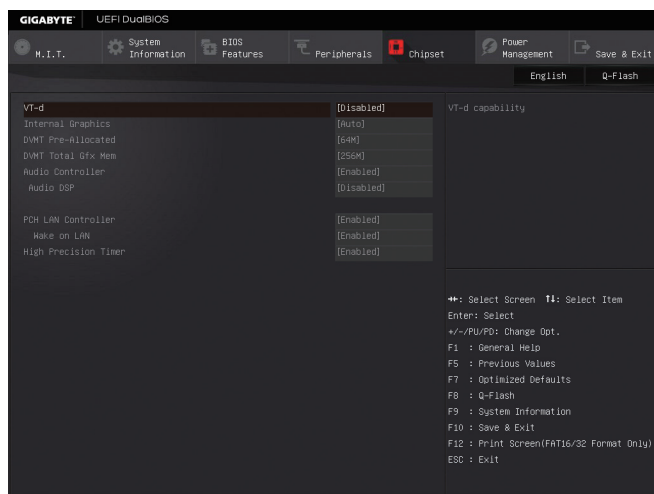 GIGABYTE™ UEFI DualBIOS
M.I.T.
System Information
BIOS Features
Peripherals
Chipset
Power Management
Save & Exit
English Q-Flash
VT-d [Disabled] VT-d capability
Internal Graphics [Auto]
DVMT Pre-Allocated [64M]
DVMT Total Gfx Mem [256M]
Audio Controller [Enabled]
Audio DSP [Disabled]
PCH LAN Controller [Enabled]
Wake on LAN [Enabled]
High Precision Timer [Enabled]
→←: Select Screen ↑↓: Select Item
Enter: Select
+/-/PU/PD: Change Opt.
F1 : General Help
F5 : Previous Values
F7 : Optimized Defaults
F8 : Q-Flash
F9 : System Information
F10 : Save & Exit
F12 : Print Screen(FAT16/32 Format Only)
ESC : Exit